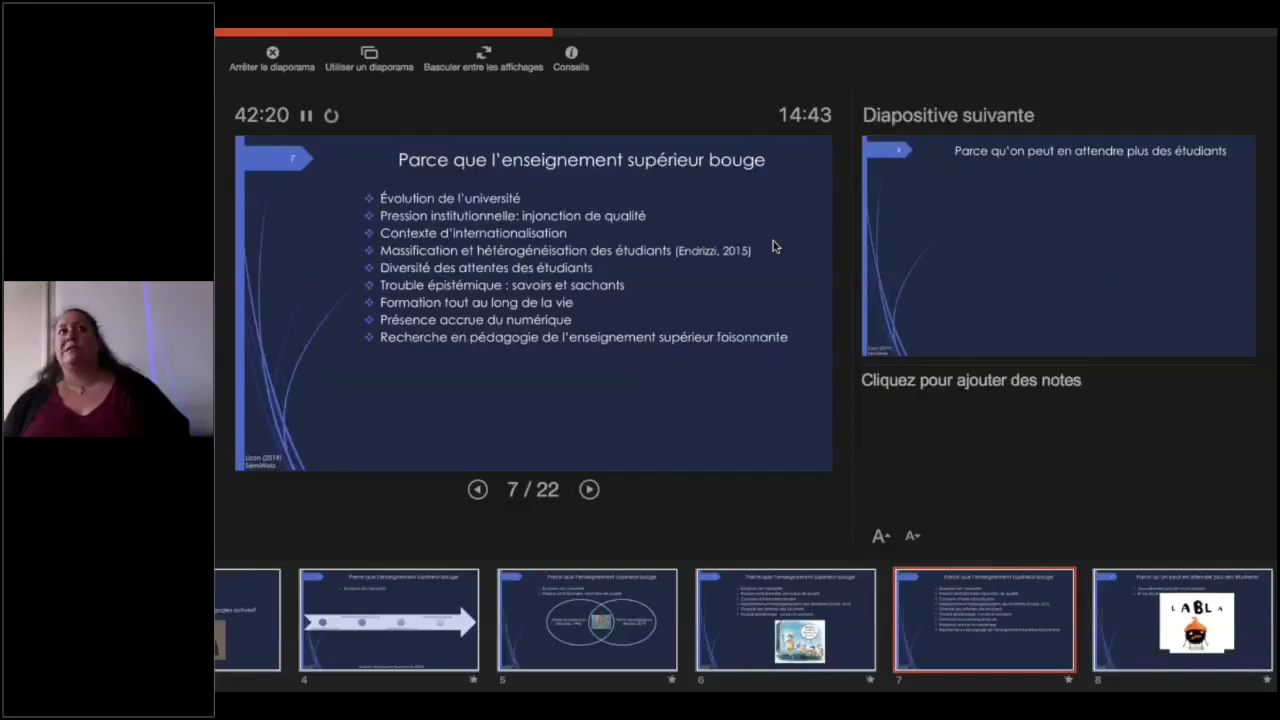 Arrêter le diaporama
Utiliser un diaporama
Basculer entre les affichages
Conseils
42:20
14:43
7
Parce que l'enseignement supérieur bouge
Évolution de l'université
Pression institutionnelle: injonction de qualité
Contexte d'internationalisation
Massification et hétérogénéisation des étudiants (Endrizzi, 2015)
Diversité des attentes des étudiants
Trouble épistémique : savoirs et sachants
Formation tout au long de la vie
Présence accrue du numérique
Recherche en pédagogie de l'enseignement supérieur foisonnante
Lison (2019)
SémiWeb
7 / 22
Diapositive suivante
8
Parce qu'on peut en attendre plus des étudiants
Cliquez pour ajouter des notes
A A
Parce que l'enseignement supérieur bouge
4
Parce que l'enseignement supérieur bouge
5
Parce que l'enseignement supérieur bouge
6
Parce que l'enseignement supérieur bouge
7
Parce qu'on peut en attendre plus des étudiants
LABLA
8